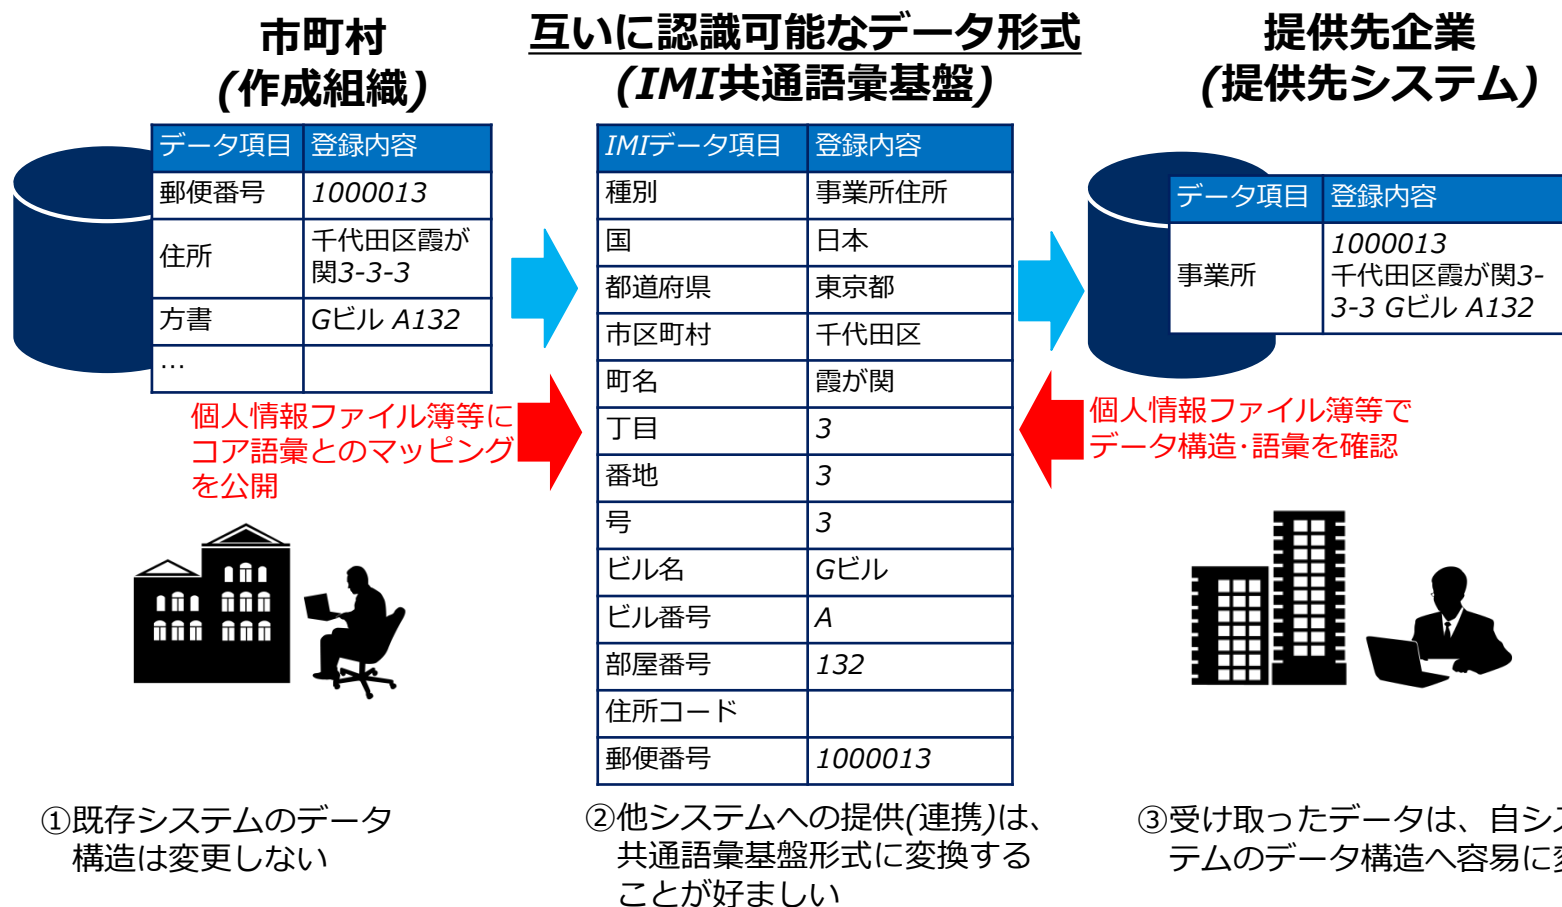 市町村
(作成組織)
互いに認識可能なデータ形式
(IMI共通語彙基盤)
提供先企業
(提供先システム)
データ項目 登録内容
郵便番号 1000013
住所 千代田区霞が
関3-3-3
方書 Gビル A132
…
個人情報ファイル簿等に
コア語彙とのマッピング
を公開
IMIデータ項目 登録内容
種別 事業所住所
国 日本
都道府県 東京都
市区町村 千代田区
町名 霞が関
丁目 3
番地 3
号 3
ビル名 Gビル
ビル番号 A
部屋番号 132
住所コード
郵便番号 1000013
データ項目 登録内容
事業所 1000013
千代田区霞が関3-
3-3 Gビル A132
個人情報ファイル簿等で
データ構造・語彙を確認
①既存システムのデータ
構造は変更しない
②他システムへの提供(連携)は、
共通語彙基盤形式に変換する
ことが好ましい
③受け取ったデータは、自シス
テムのデータ構造へ容易に